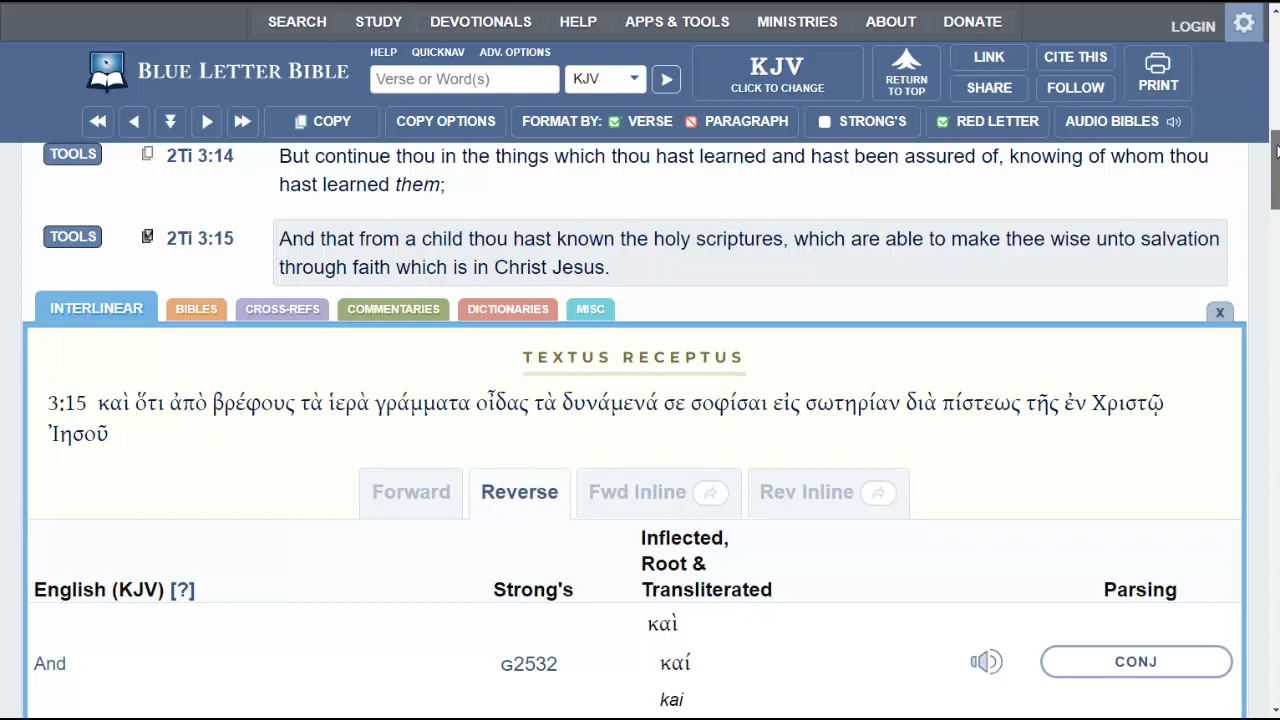 SEARCH STUDY DEVOTIONALS HELP APPS & TOOLS MINISTRIES ABOUT DONATE LOGIN
HELP QUICKNAV ADV. OPTIONS
BLUE LETTER BIBLE Verse or Word(s) KJV
KJV
CLICK TO CHANGE
RETURN
TO TOP
LINK CITE THIS
SHARE FOLLOW
PRINT
COPY COPY OPTIONS FORMAT BY: VERSE PARAGRAPH STRONG'S RED LETTER AUDIO BIBLES
TOOLS 2Ti 3:14 But continue thou in the things which thou hast learned and hast been assured of, knowing of whom thou
hast learned them;
TOOLS 2Ti 3:15 And that from a child thou hast known the holy scriptures, which are able to make thee wise unto salvation
through faith which is in Christ Jesus.
INTERLINEAR BIBLES CROSS-REFS COMMENTARIES DICTIONARIES MISC X
TEXTUS RECEPTUS
3:15 καὶ ὅτι ἀπὸ βρέφους τὰ ἱερὰ γράμματα οἶδας τὰ δυνάμενά σε σοφίσαι εἰς σωτηρίαν διὰ πίστεως τῆς ἐν Χριστῷ
Ἰησοῦ
Forward Reverse Fwd Inline Rev Inline
Inflected,
Root &
English (KJV) [?] Strong's Transliterated Parsing
καὶ
And G2532 καί CONJ
kai